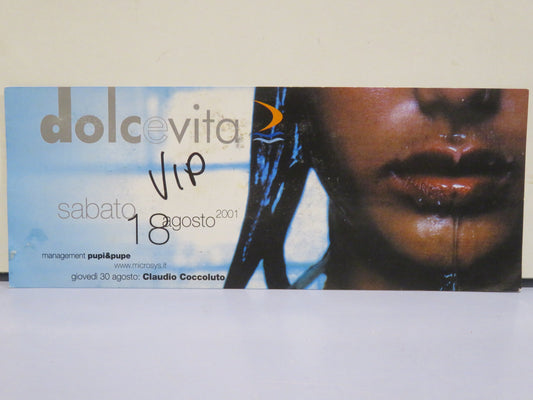 dolcevita
VIP
sabato
18 agosto 2001
management pupi&pupe
www.microsys.it
giovedì 30 agosto: Claudio Coccoluto